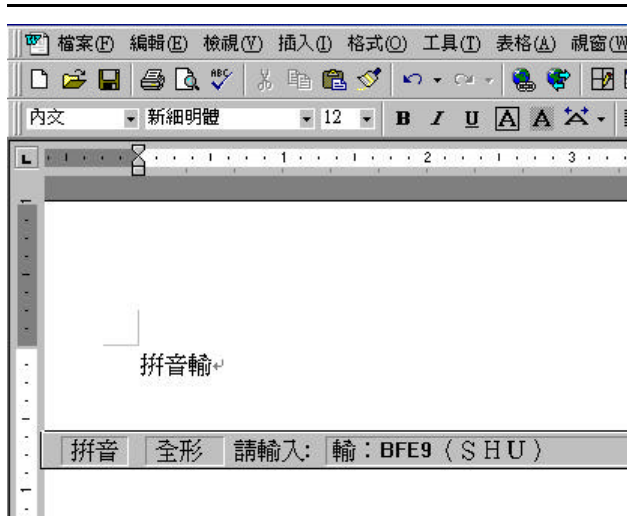 檔案(F) 編輯(E) 檢視(V) 插入(I) 格式(O) 工具(T) 表格(A) 視窗(W
ABC
內文 新細明體 12 B I U A A
L 1 2 3
拼音輸
拼音 全形 請輸入: 輸：BFE9（ＳＨＵ）